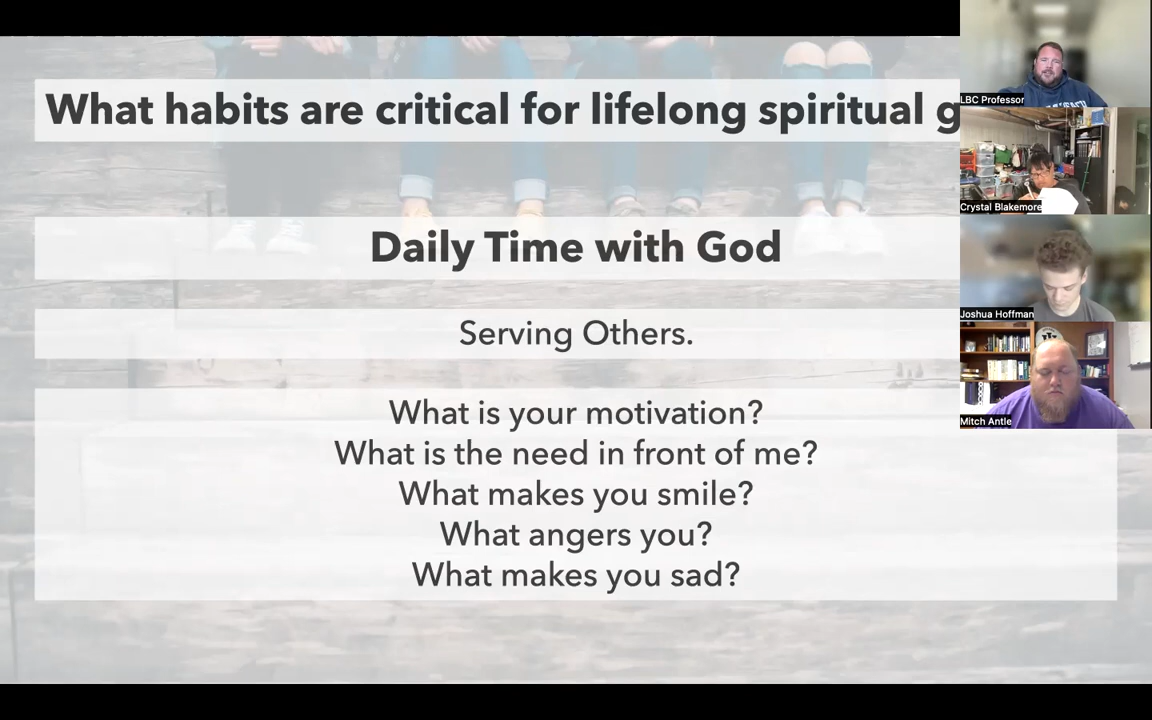 What habits are critical for lifelong spiritual g
Daily Time with God
Serving Others.
What is your motivation?
What is the need in front of me?
What makes you smile?
What angers you?
What makes you sad?
LBC Professor
Crystal Blakemore
Joshua Hoffman
Mitch Antle